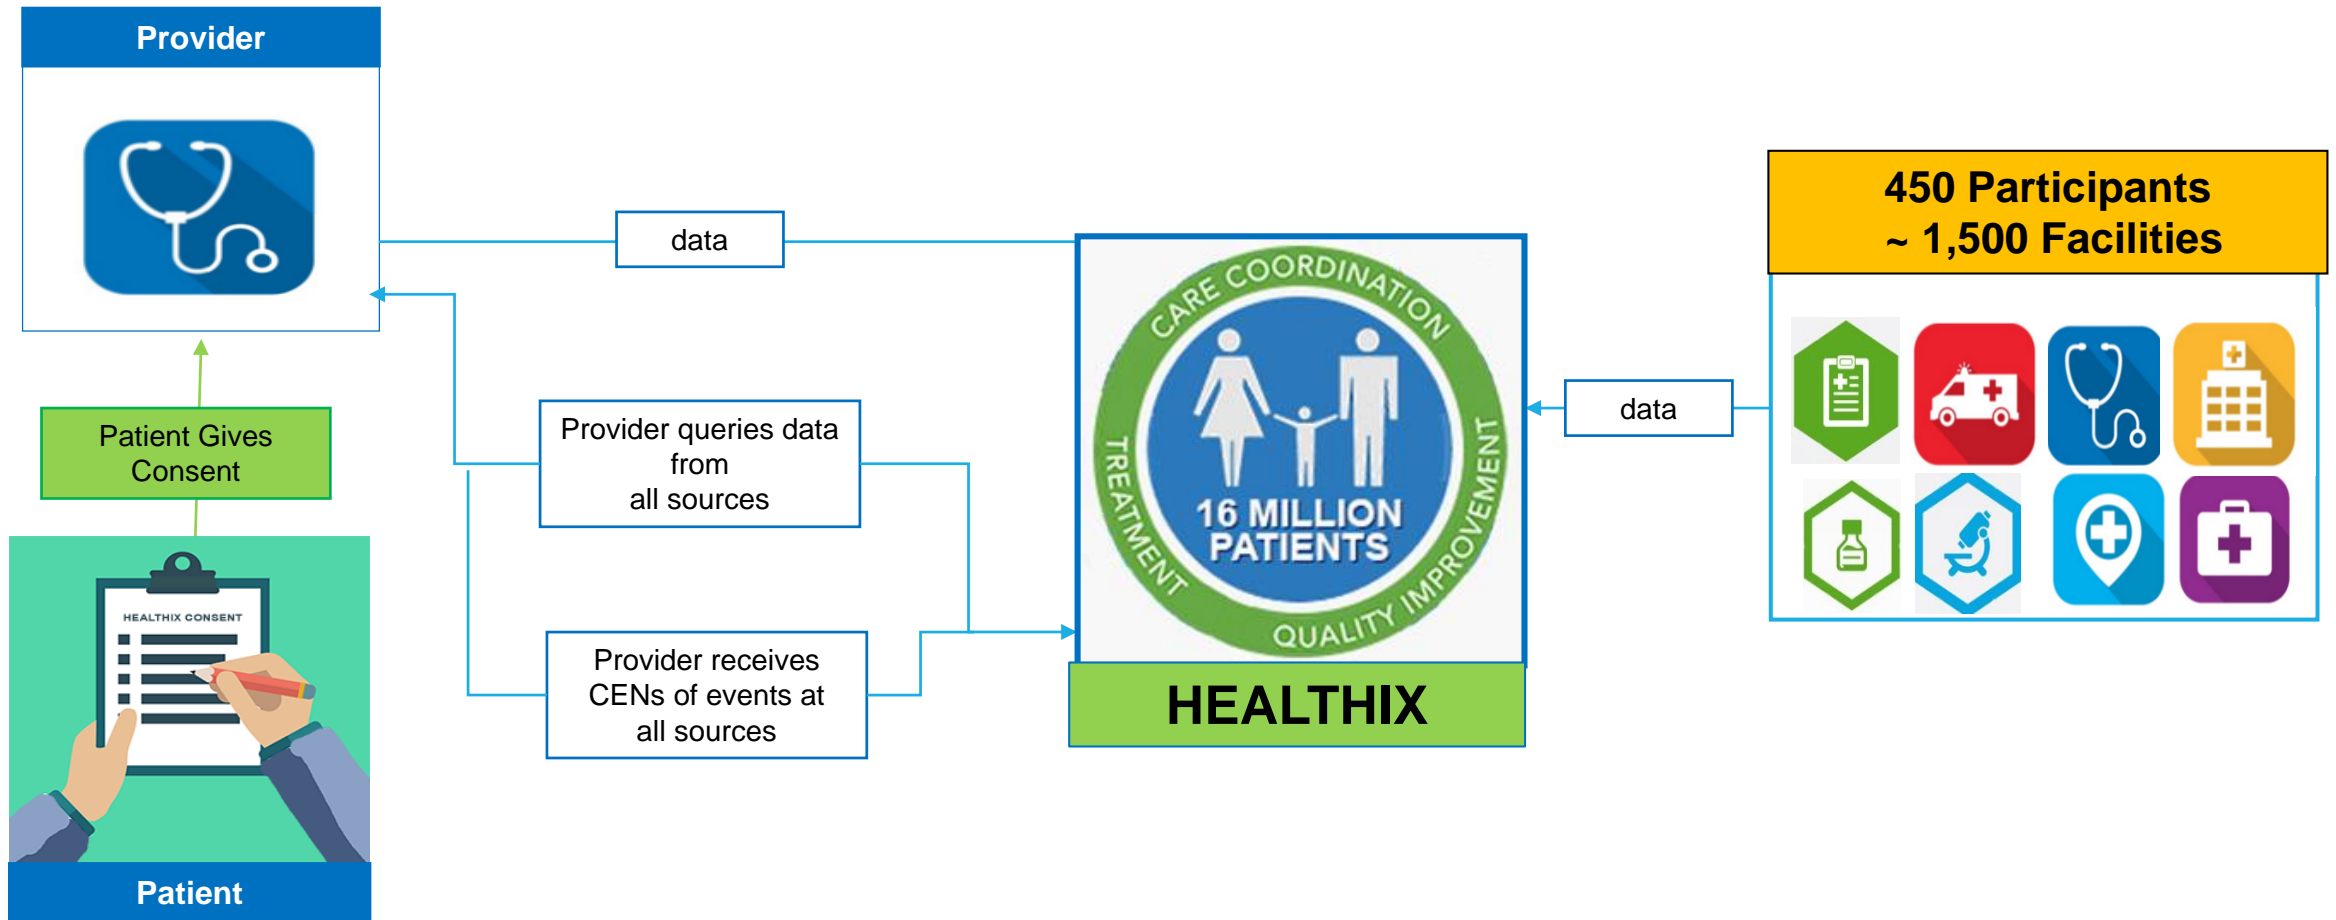 Provider
data
450 Participants
~ 1,500 Facilities
CARE COORDINATION
TREATMENT
QUALITY IMPROVEMENT
16 MILLION
PATIENTS
HEALTHIX
data
Patient Gives
Consent
Provider queries data
from
all sources
Provider receives
CENs of events at
all sources
HEALTHIX CONSENT
Patient